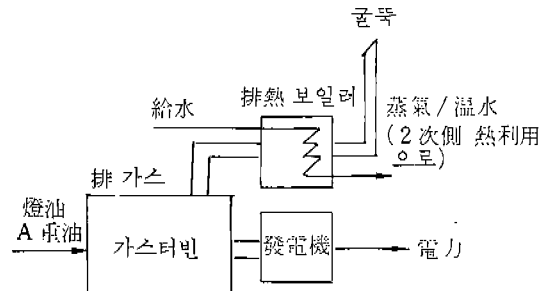 굴뚝
排熱 보일러
給水
蒸氣/溫水
(2次側 熱利用
으로)
排 가스
燈油
A 重油
가스터빈
發電機
電力